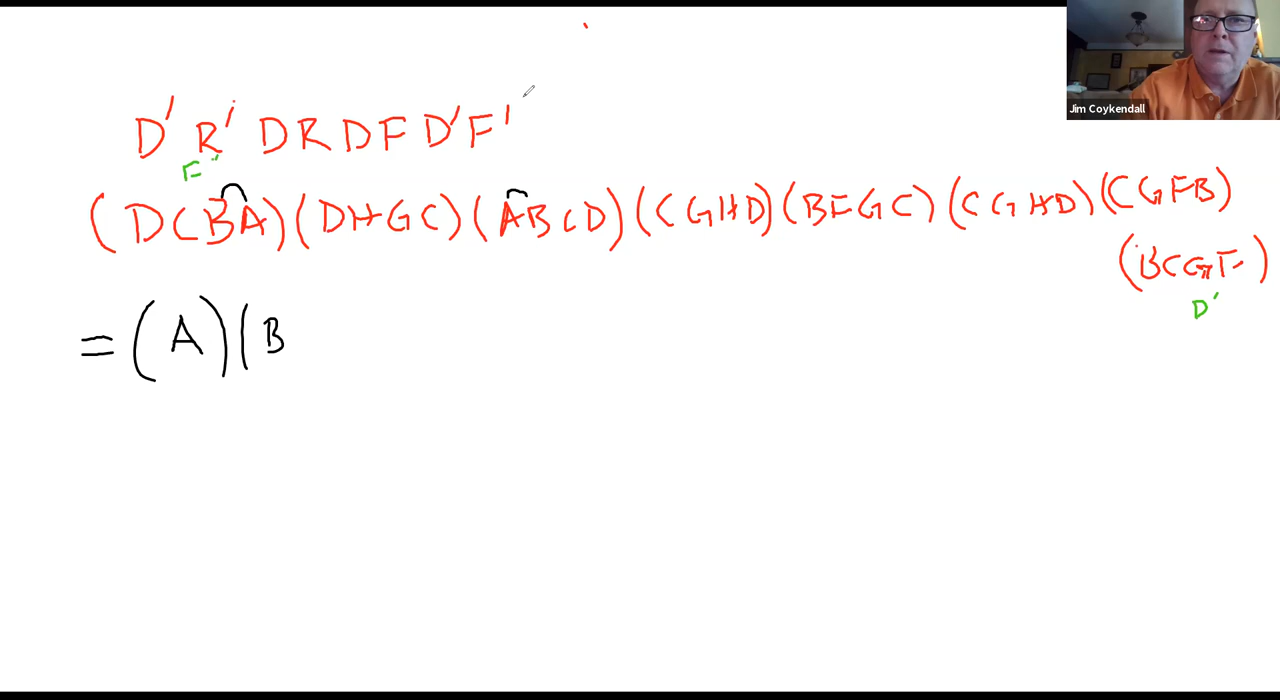 Jim Coykendall
D' R' D R D F D' F'
F'
(D C B A)(D H G C)(A B C D)(C G H D)(B F G C)(C G H D)(C G F B)
(B C G F)
D'
= (A)(B